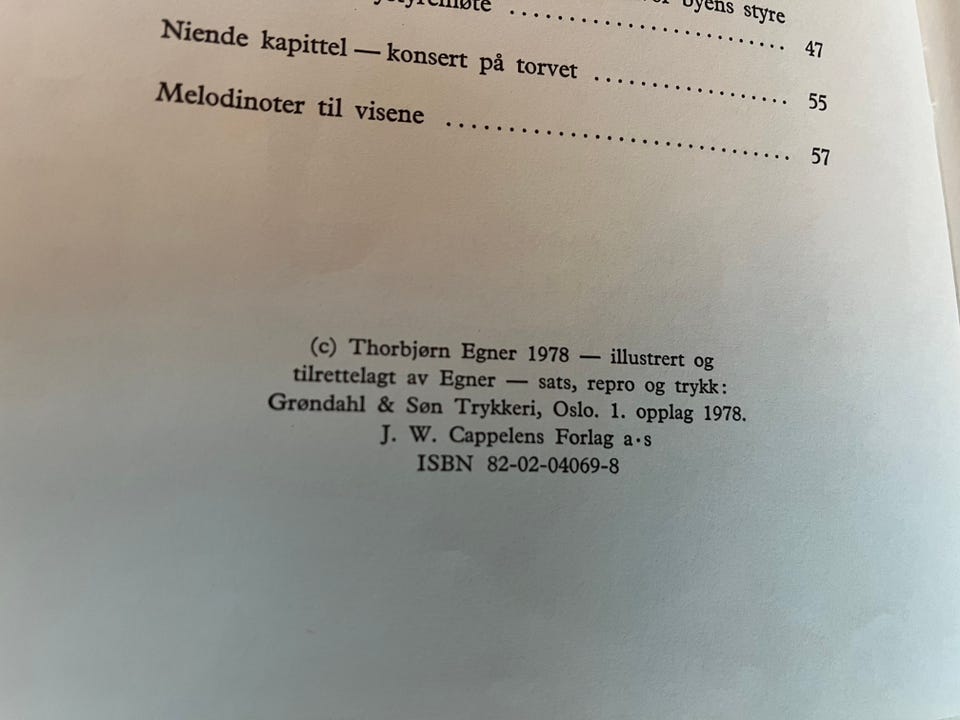 byens styre
................................ 47
Niende kapittel — konsert på torvet ................ 55
Melodinoter til visene ............................ 57
(c) Thorbjørn Egner 1978 — illustrert og
tilrettelagt av Egner — sats, repro og trykk:
Grøndahl & Søn Trykkeri, Oslo. 1. opplag 1978.
J. W. Cappelens Forlag a·s
ISBN 82-02-04069-8